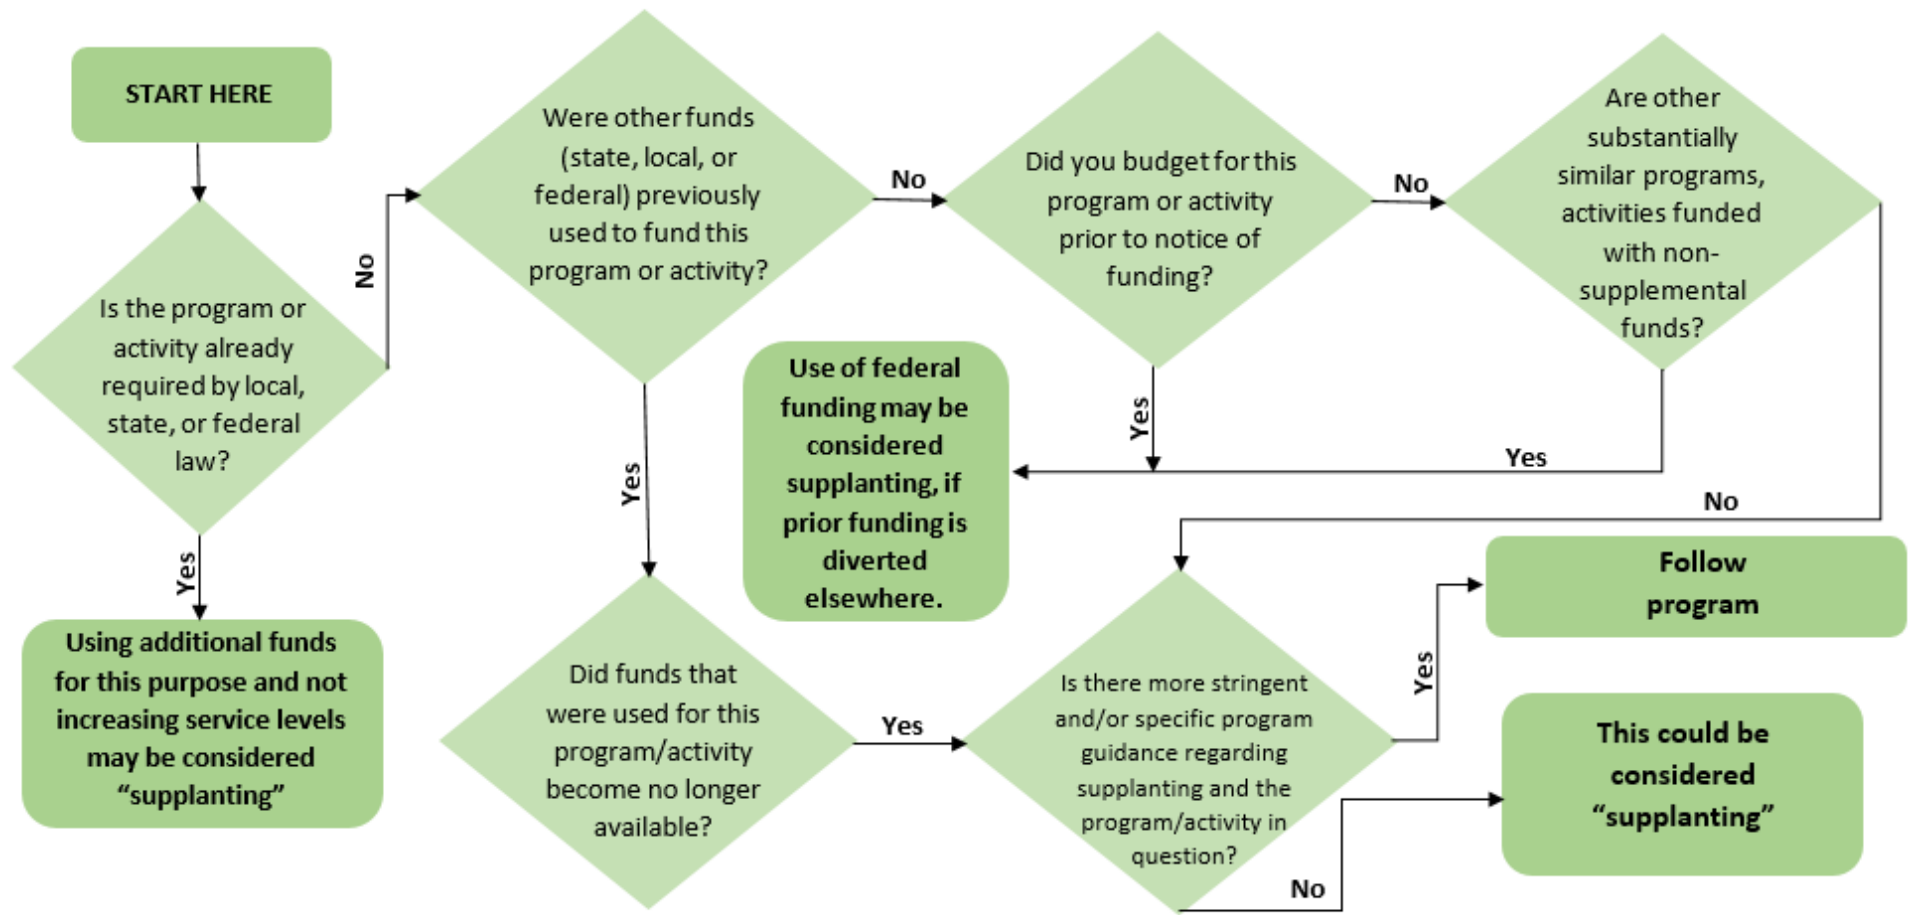 START HERE
Is the program or
activity already
required by local,
state, or federal
law?
No
Yes
Using additional funds
for this purpose and not
increasing service levels
may be considered
“supplanting”
Were other funds
(state, local, or
federal) previously
used to fund this
program or activity?
No
Yes
Did you budget for this
program or activity
prior to notice of
funding?
No
Yes
Are other
substantially
similar programs,
activities funded
with non-
supplemental
funds?
Yes
No
Use of federal
funding may be
considered
supplanting, if
prior funding is
diverted
elsewhere.
Did funds that
were used for this
program/activity
become no longer
available?
Yes
Is there more stringent
and/or specific program
guidance regarding
supplanting and the
program/activity in
question?
Yes
No
Follow
program
This could be
considered
“supplanting”